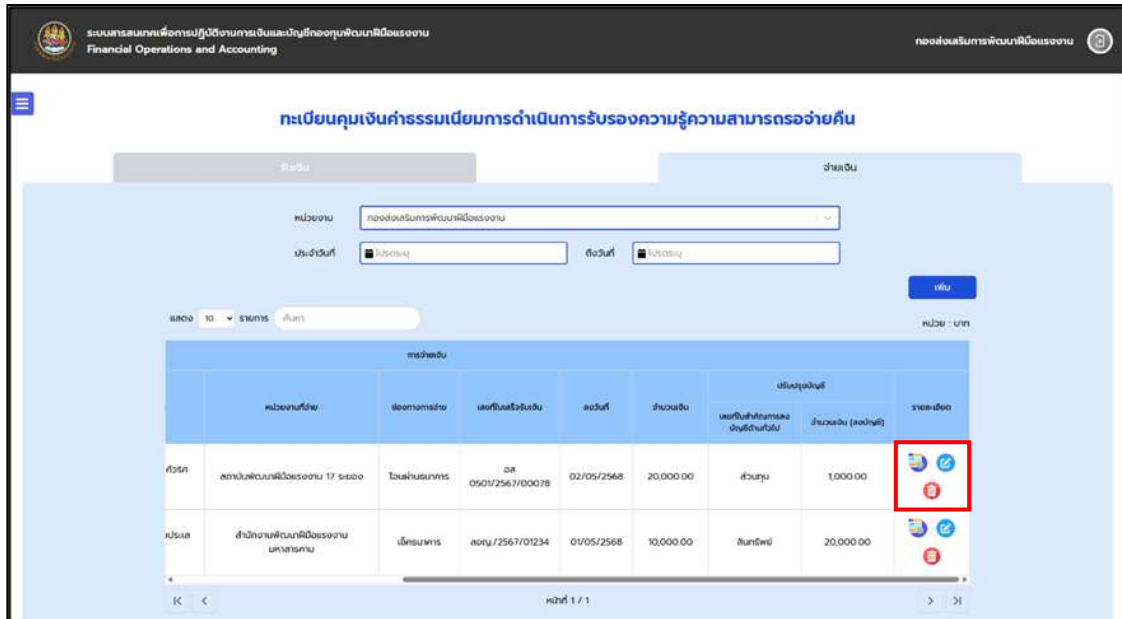 ระบบสารสนเทศเพื่อการปฏิบัติงานการเงินและบัญชีกองทุนพัฒนาฝีมือแรงงาน
Financial Operations and Accounting
กองส่งเสริมการพัฒนาฝีมือแรงงาน
ทะเบียนคุมเงินค่าธรรมเนียมการดำเนินการรับรองความรู้ความสามารถรอจ่ายคืน
จ่ายเงิน
หน่วยงาน กองส่งเสริมการพัฒนาฝีมือแรงงาน
ประจำวันที่ โปรดระบุ ถึงวันที่ โปรดระบุ
เพิ่ม
แสดง 10 รายการ ค้นหา
หน่วย : บาท
การจ่ายเงิน
ปรับปรุงบัญชี
หน่วยงานที่จ่าย ช่องทางการจ่าย เลขที่ใบเสร็จรับเงิน ลงวันที่ จำนวนเงิน
เลขที่ใบสำคัญการลง
บัญชีด้านทั่วไป
จำนวนเงิน (ลงบัญชี)
รายละเอียด
สถาบันพัฒนาฝีมือแรงงาน 17 ระยอง โอนผ่านธนาคาร
อส
0501/2567/00078
02/05/2568 20,000.00 ส่วนทุน 1,000.00
สำนักงานพัฒนาฝีมือแรงงาน
มหาสารคาม
เช็คธนาคาร สอญ./2567/01234 01/05/2568 10,000.00 สินทรัพย์ 20,000.00
หน้าที่ 1 / 1